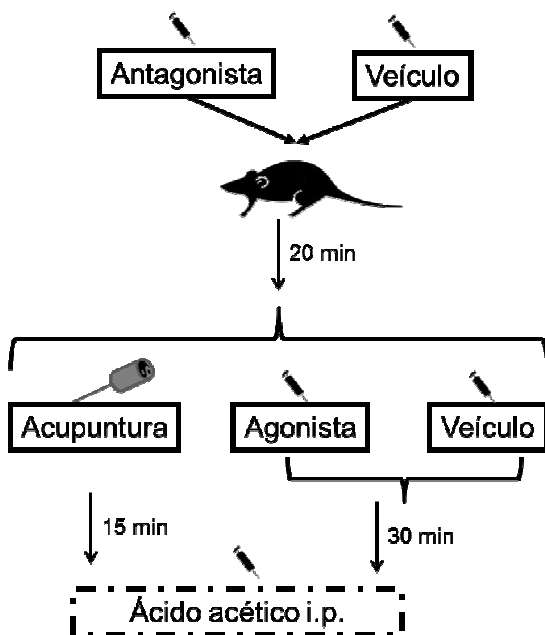 Antagonista
Veículo
20 min
Acupuntura
Agonista
Veículo
15 min
30 min
Ácido acético i.p.